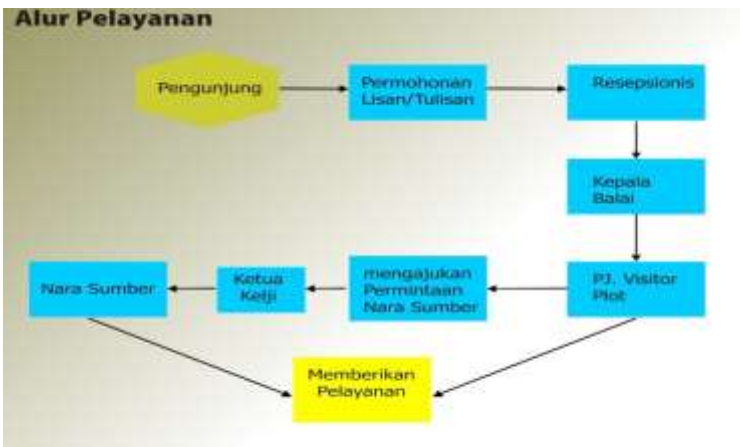 Alur Pelayanan
Pengunjung
Permohonan
Lisan/Tulisan
Resepsionis
Kepala
Balai
PJ. Visitor
Plot
mengajukan
Permintaan
Nara Sumber
Ketua
Kelji
Nara Sumber
Memberikan
Pelayanan